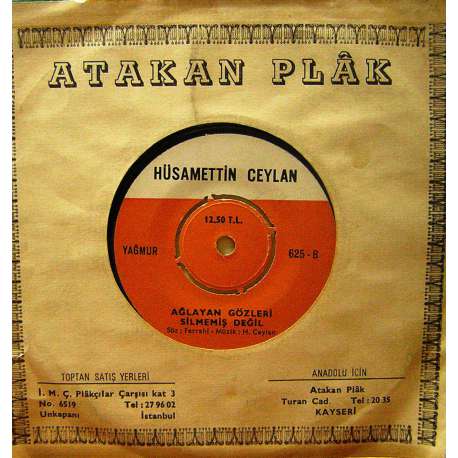 ATAKAN PLÂK
HÜSAMETTİN CEYLAN
12.50 T.L.
YAĞMUR 625-B
AĞLAYAN GÖZLERİ
SİLMEMİŞ DEĞİL
Söz: Ferrahi - Müzik: H. Ceylan
TOPTAN SATIŞ YERLERİ
İ. M. Ç. Plâkçılar Çarşısı kat 3
No. 6519 Tel: 27 96 02
Unkapanı İstanbul
ANADOLU İCİN
Atakan Plâk
Turan Cad. Tel: 20 35
KAYSERİ